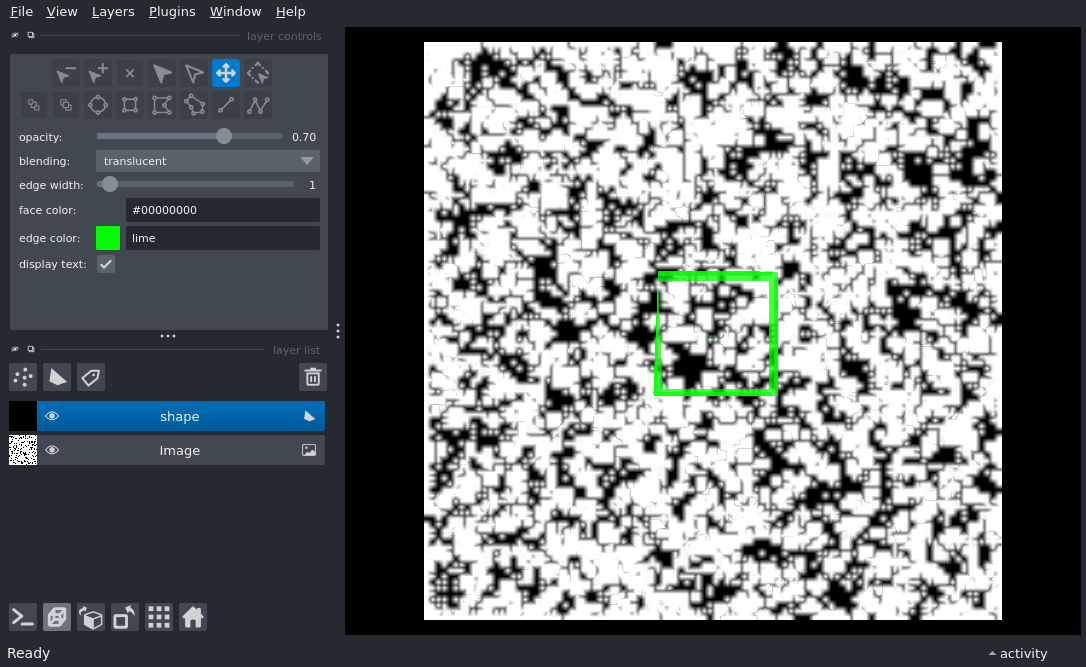 File View Layers Plugins Window Help
layer controls
opacity: 0.70
blending: translucent
edge width: 1
face color: #00000000
edge color: lime
display text:
layer list
shape
Image
Ready
activity